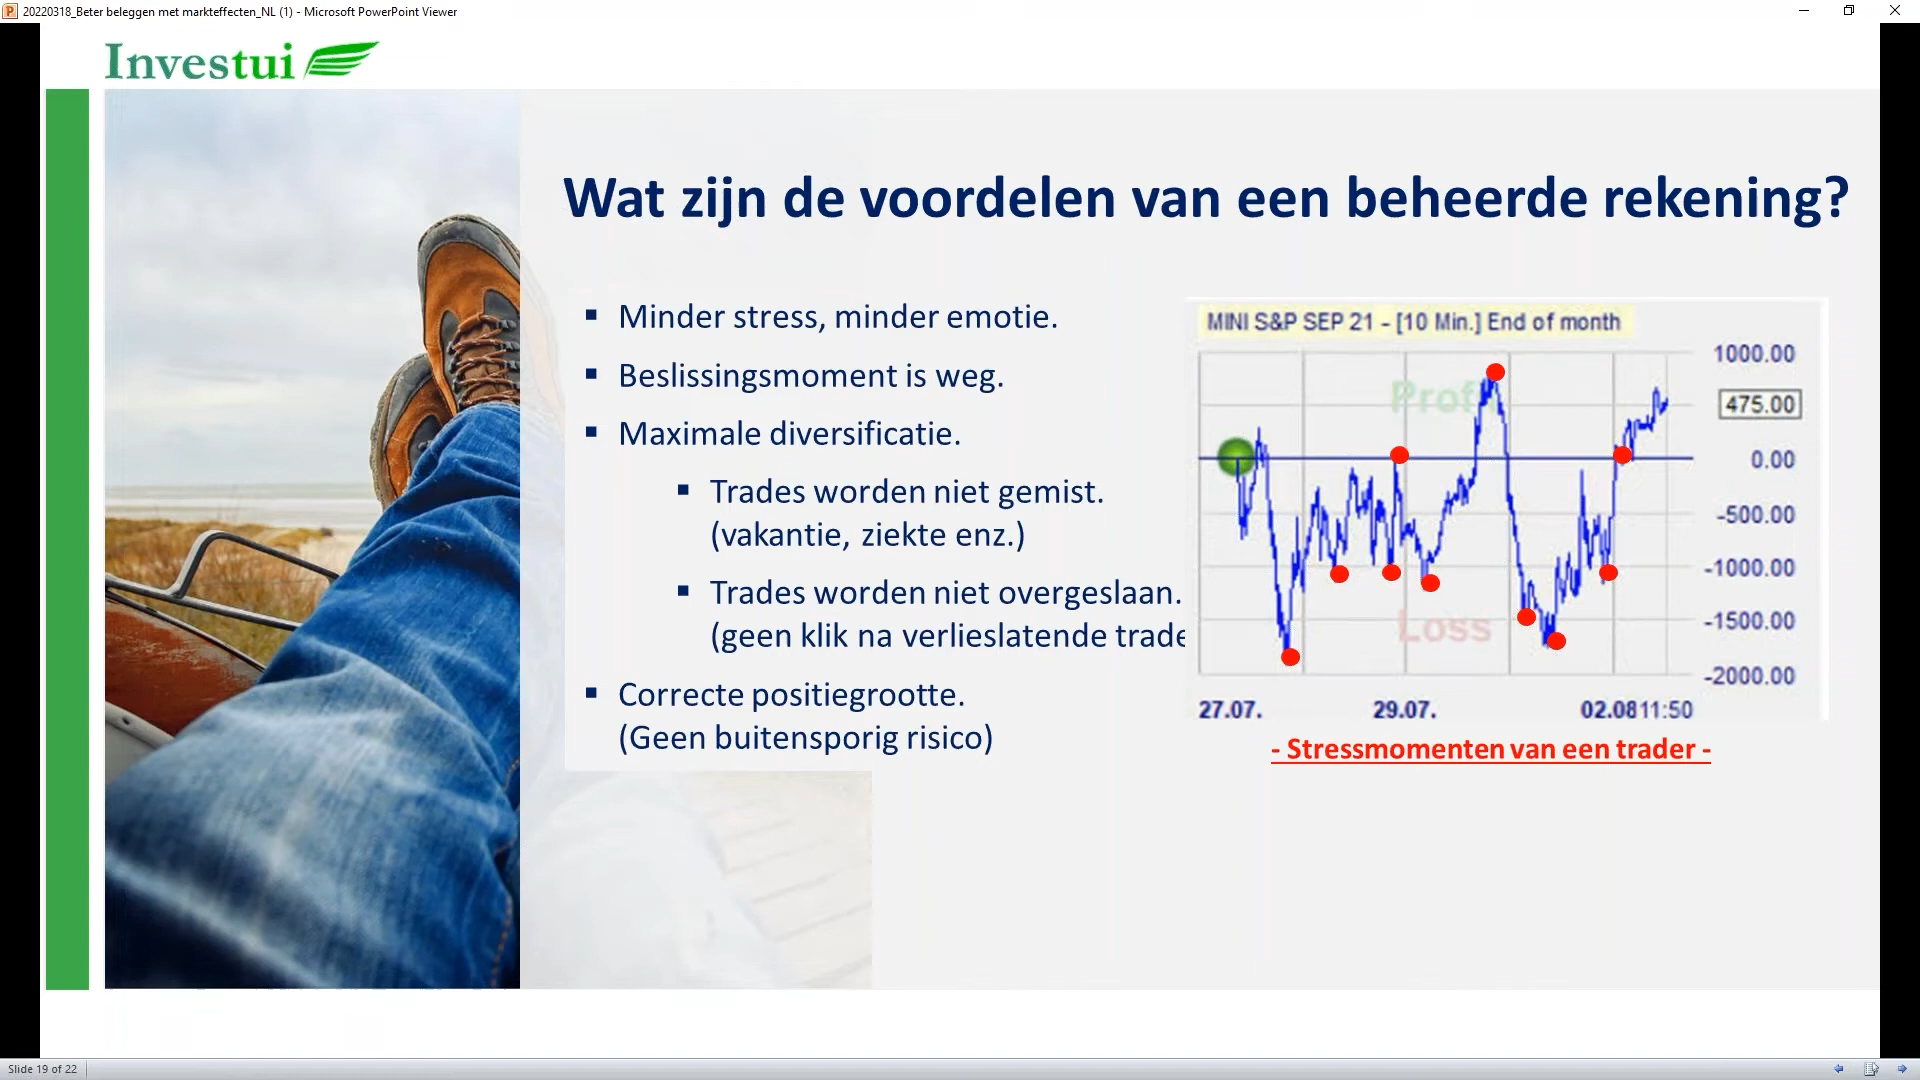 20220318_Beter beleggen met markteffecten_NL (1) - Microsoft PowerPoint Viewer
Investui
Wat zijn de voordelen van een beheerde rekening?
▪ Minder stress, minder emotie.
▪ Beslissingsmoment is weg.
▪ Maximale diversificatie.
▪ Trades worden niet gemist.
(vakantie, ziekte enz.)
▪ Trades worden niet overgeslaan.
(geen klik na verlieslatende trade
▪ Correcte positiegrootte.
(Geen buitensporig risico)
MINI S&P SEP 21 - [10 Min.] End of month
1000.00
Profit
475.00
0.00
-500.00
-1000.00
-1500.00
Loss
-2000.00
27.07. 29.07. 02.08 11:50
- Stressmomenten van een trader -
Slide 19 of 22